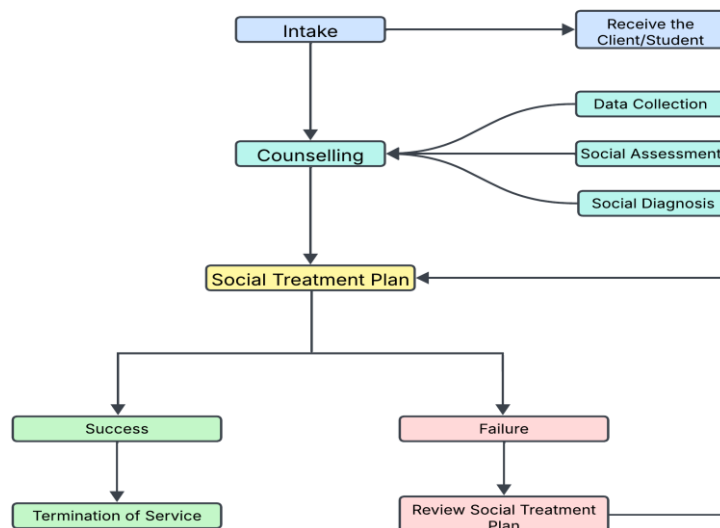 Intake
Receive the
Client/Student
Data Collection
Counselling
Social Assessment
Social Diagnosis
Social Treatment Plan
Success
Failure
Termination of Service
Review Social Treatment
Plan